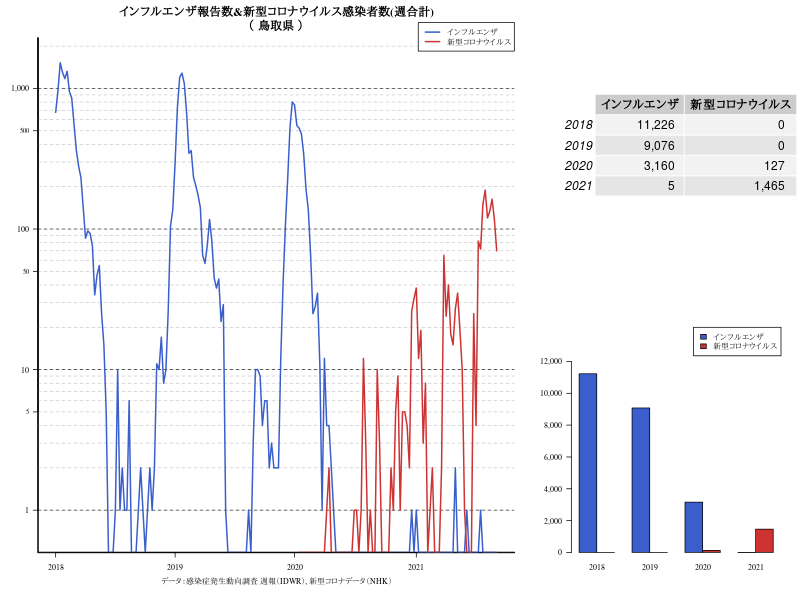 インフルエンザ報告数&新型コロナウイルス感染者数(週合計)
( 鳥取県 )
インフルエンザ
新型コロナウイルス
1,000
500
100
50
10
5
1
2018 2019 2020 2021
データ:感染症発生動向調査 週報(IDWR)、新型コロナデータ(NHK)
インフルエンザ 新型コロナウイルス
2018 11,226 0
2019 9,076 0
2020 3,160 127
2021 5 1,465
インフルエンザ
新型コロナウイルス
12,000
10,000
8,000
6,000
4,000
2,000
0
2018 2019 2020 2021